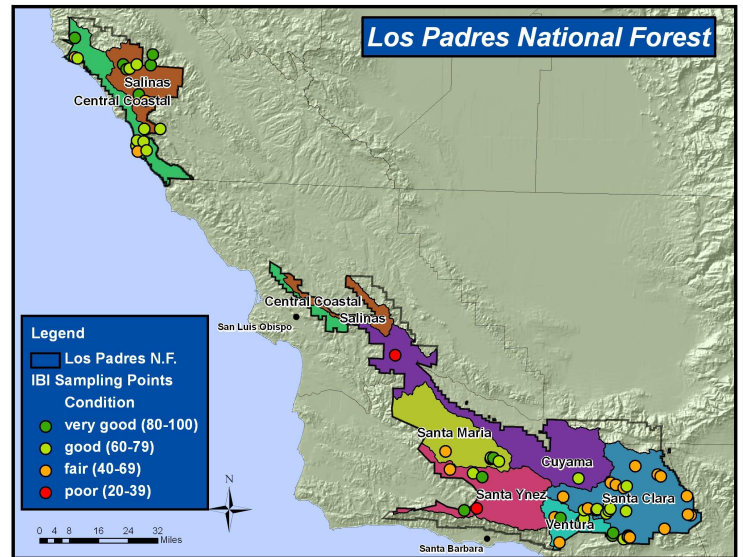 Los Padres National Forest
Salinas
Central Coastal
Central Coastal
Salinas
San Luis Obispo
Legend
Los Padres N.F.
IBI Sampling Points
Condition
very good (80-100)
good (60-79)
fair (40-69)
poor (20-39)
Santa Maria
Cuyama
Santa Ynez
Santa Clara
Ventura
N
0 4 8 16 24 32
Miles
Santa Barbara